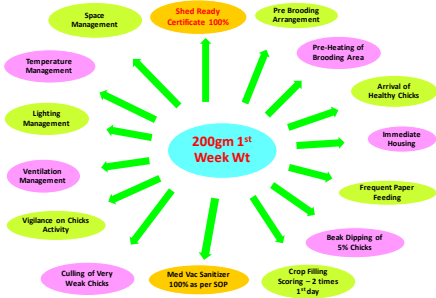 Shed Ready
Certificate 100%
Pre Brooding
Arrangement
Pre-Heating of
Brooding Area
Arrival of
Healthy Chicks
Immediate
Housing
Frequent Paper
Feeding
Beak Dipping of
5% Chicks
Crop Filling
Scoring – 2 times
1st day
Med Vac Sanitizer
100% as per SOP
Culling of Very
Weak Chicks
Vigilance on Chicks
Activity
Ventilation
Management
Lighting
Management
Temperature
Management
Space
Management
200gm 1st
Week Wt